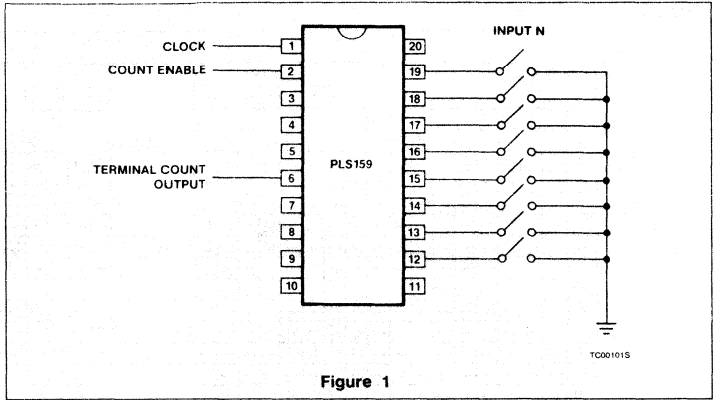 INPUT N
CLOCK 1 20
COUNT ENABLE 2 19
3 18
4 17
5 16
TERMINAL COUNT OUTPUT 6 PLS159 15
7 14
8 13
9 12
10 11
TC00101S
Figure 1